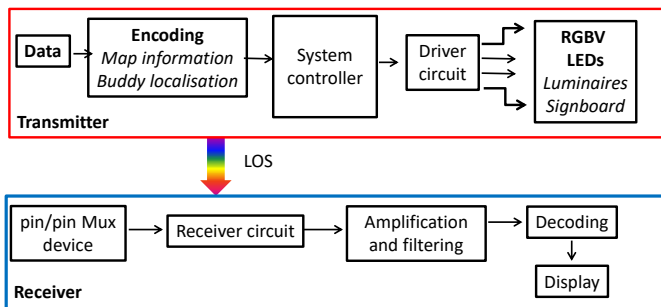 Data
Encoding
Map information
Buddy localisation
System
controller
Driver
circuit
RGBV
LEDs
Luminaires
Signboard
Transmitter
LOS
pin/pin Mux
device
Receiver circuit
Amplification
and filtering
Decoding
Display
Receiver